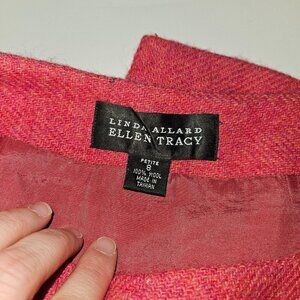 LINDA ALLARD
ELLEN TRACY
PETITE
8
100% WOOL
MADE IN
TAIWAN